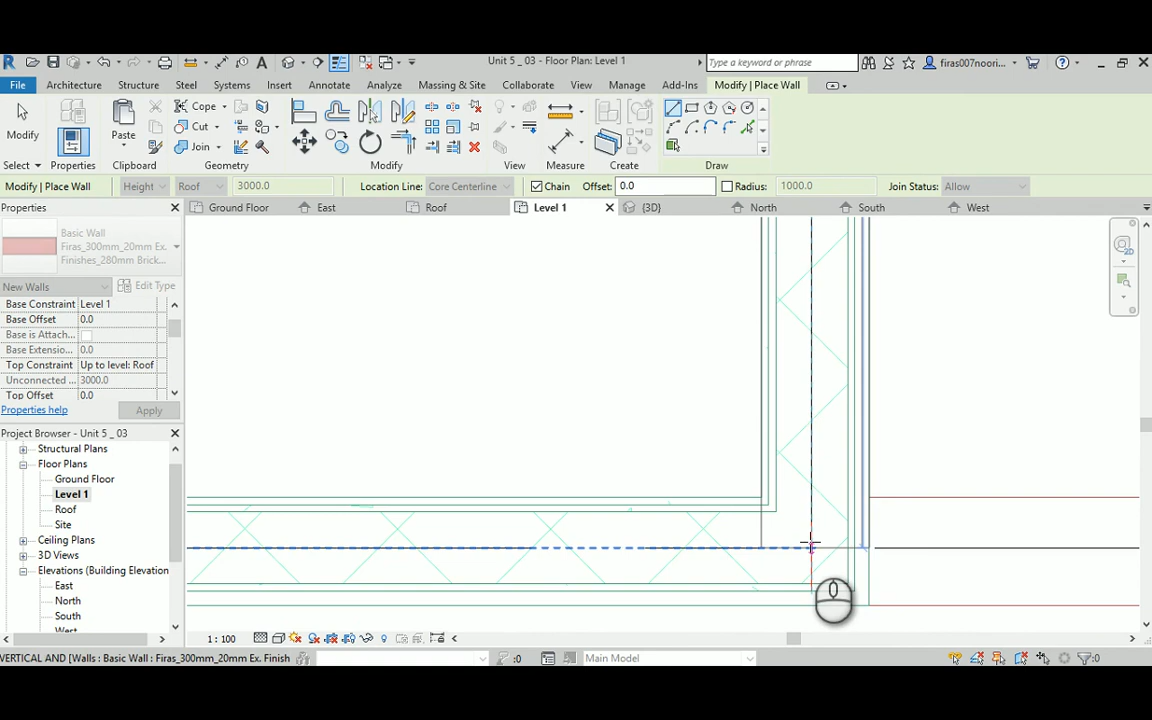 Unit 5 _ 03 - Floor Plan: Level 1
Type a keyword or phrase
firas007noori...
File Architecture Structure Steel Systems Insert Annotate Analyze Massing & Site Collaborate View Manage Add-Ins Modify | Place Wall
Modify
Properties
Paste
Cope
Cut
Join
Select Properties Clipboard Geometry Modify View Measure Create Draw
Modify | Place Wall Height Roof 3000.0 Location Line: Core Centerline Chain Offset: 0.0 Radius: 1000.0 Join Status: Allow
Properties
Ground Floor East Roof Level 1 {3D} North South West
Basic Wall
Firas_300mm_20mm Ex.
Finishes_280mm Brick...
New Walls Edit Type
Base Constraint Level 1
Base Offset 0.0
Base is Attach...
Base Extensio... 0.0
Top Constraint Up to level: Roof
Unconnected ... 3000.0
Top Offset 0.0
Properties help Apply
Project Browser - Unit 5 _ 03
Structural Plans
Floor Plans
Ground Floor
Level 1
Roof
Site
Ceiling Plans
3D Views
Elevations (Building Elevation
East
North
South
West
1 : 100
VERTICAL AND [Walls : Basic Wall : Firas_300mm_20mm Ex. Finish
:0
Main Model
:0